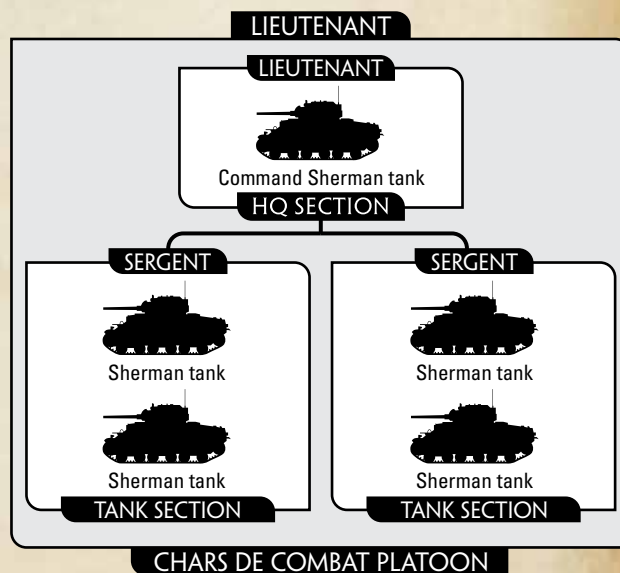 LIEUTENANT
LIEUTENANT
Command Sherman tank
HQ SECTION
SERGENT
SERGENT
Sherman tank
Sherman tank
Sherman tank
Sherman tank
TANK SECTION
TANK SECTION
CHARS DE COMBAT PLATOON